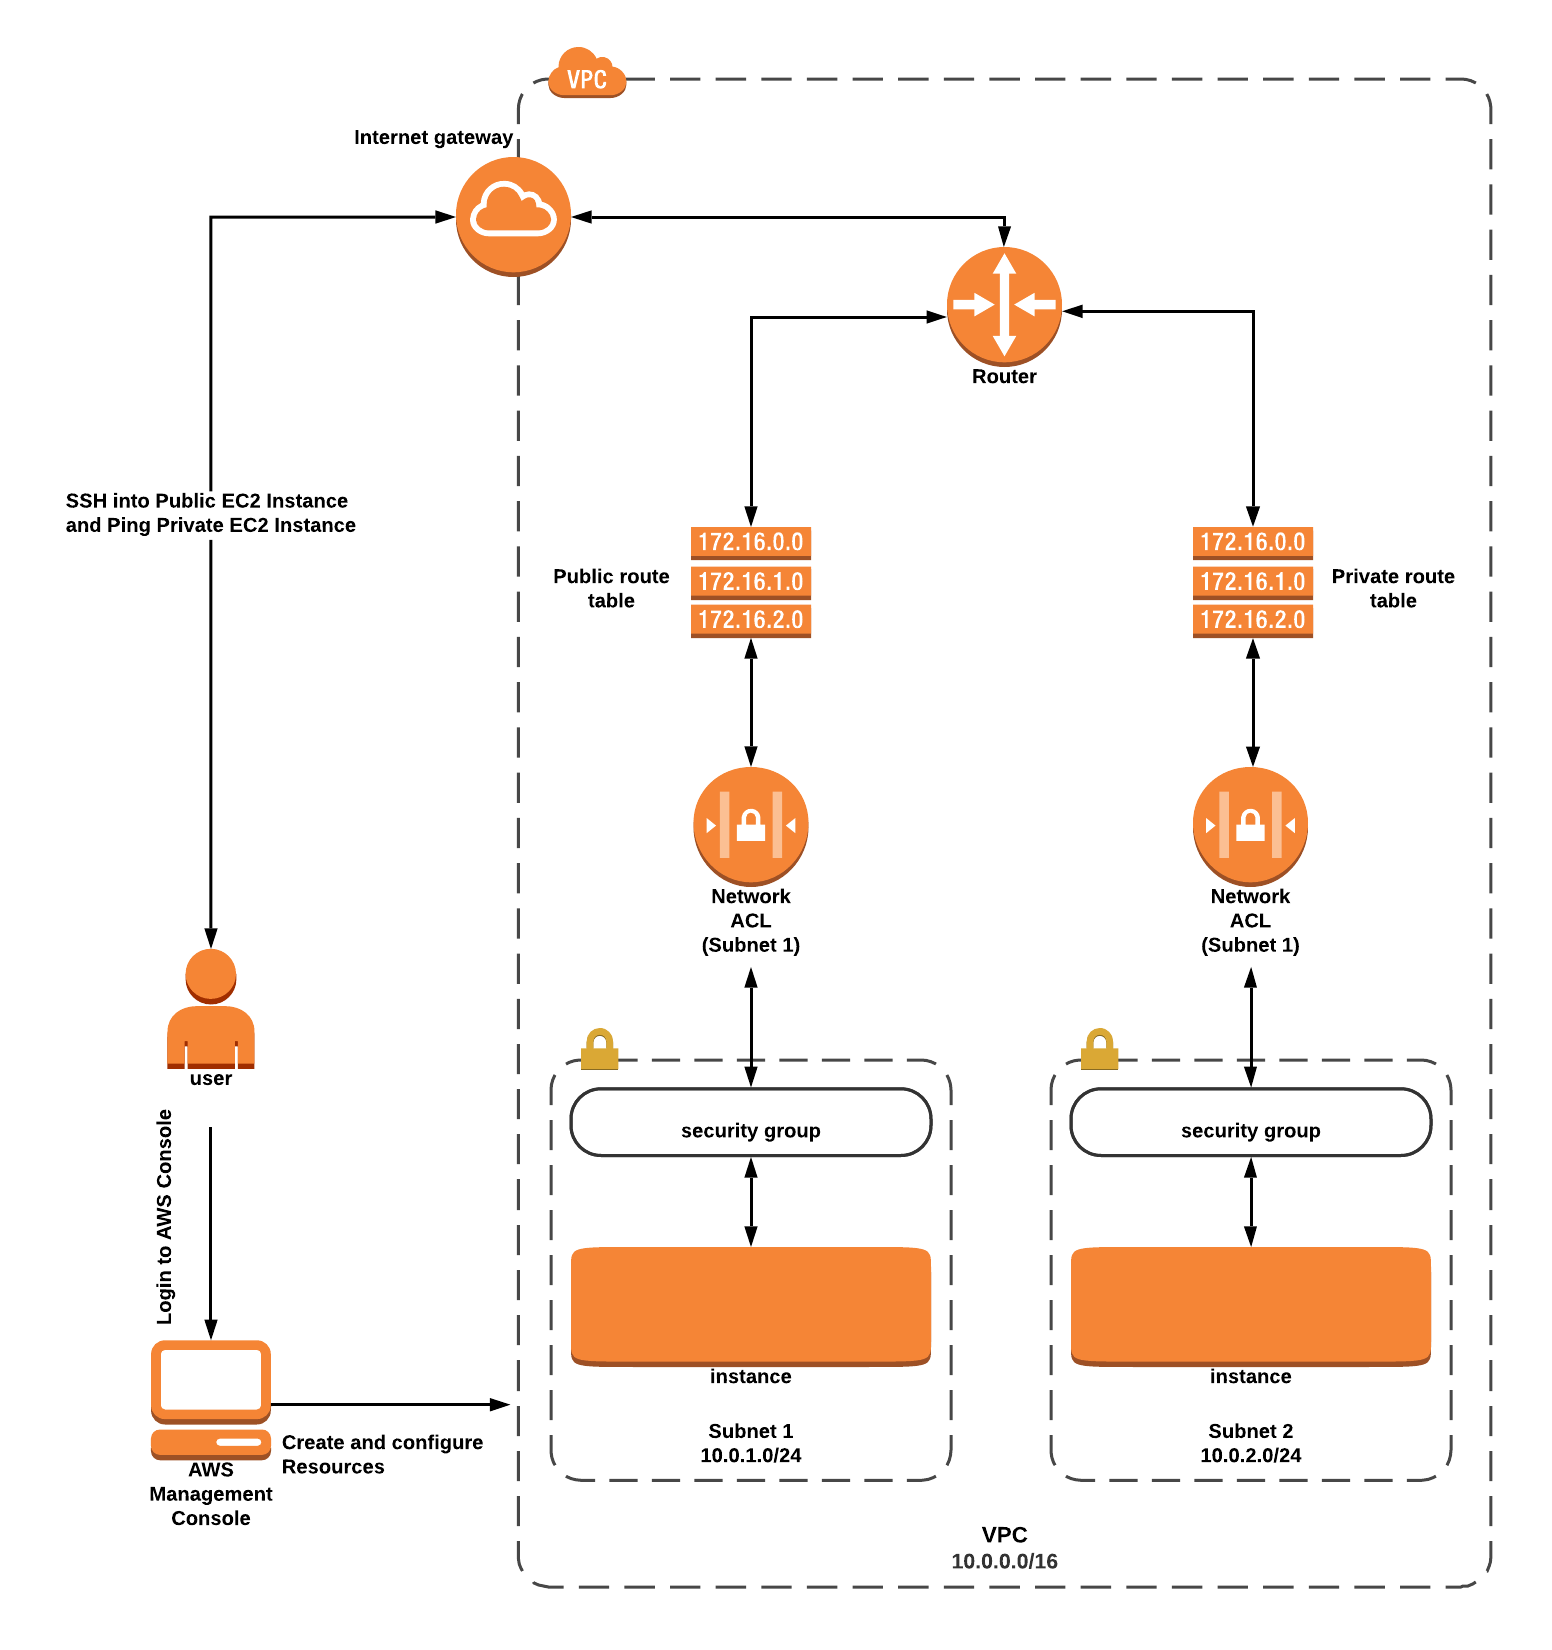 VPC
Internet gateway
Router
SSH into Public EC2 Instance
and Ping Private EC2 Instance
172.16.0.0
172.16.1.0
172.16.2.0
Public route
table
172.16.0.0
172.16.1.0
172.16.2.0
Private route
table
Network
ACL
(Subnet 1)
Network
ACL
(Subnet 1)
user
Login to AWS Console
security group
security group
instance
instance
Subnet 1
10.0.1.0/24
Subnet 2
10.0.2.0/24
Create and configure
Resources
AWS
Management
Console
VPC
10.0.0.0/16